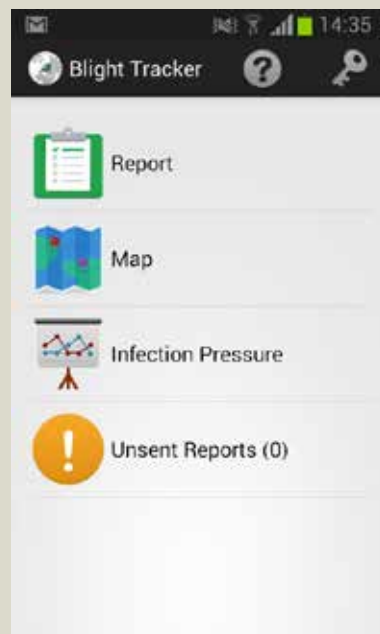 14:35
Blight Tracker
Report
Map
Infection Pressure
Unsent Reports (0)